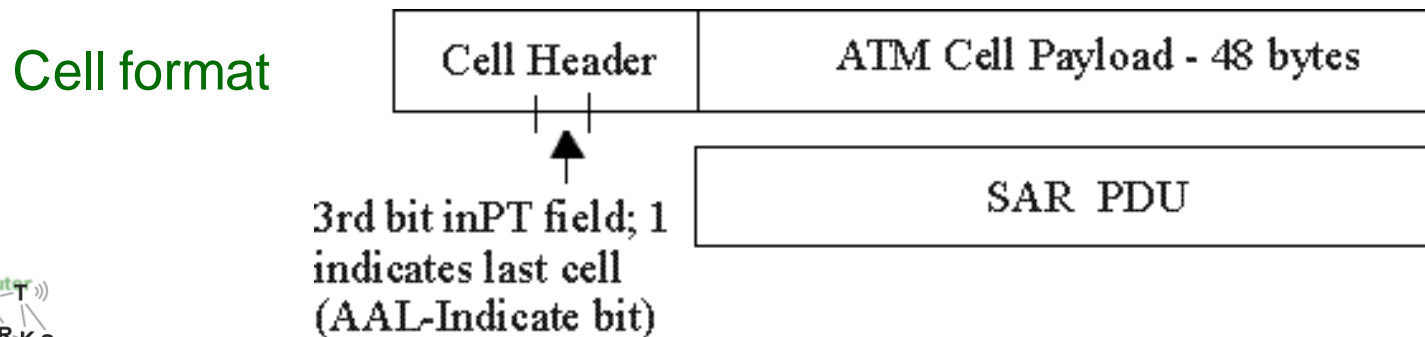 Cell format
Cell Header
ATM Cell Payload - 48 bytes
SAR PDU
3rd bit inPT field; 1
indicates last cell
(AAL-Indicate bit)
T